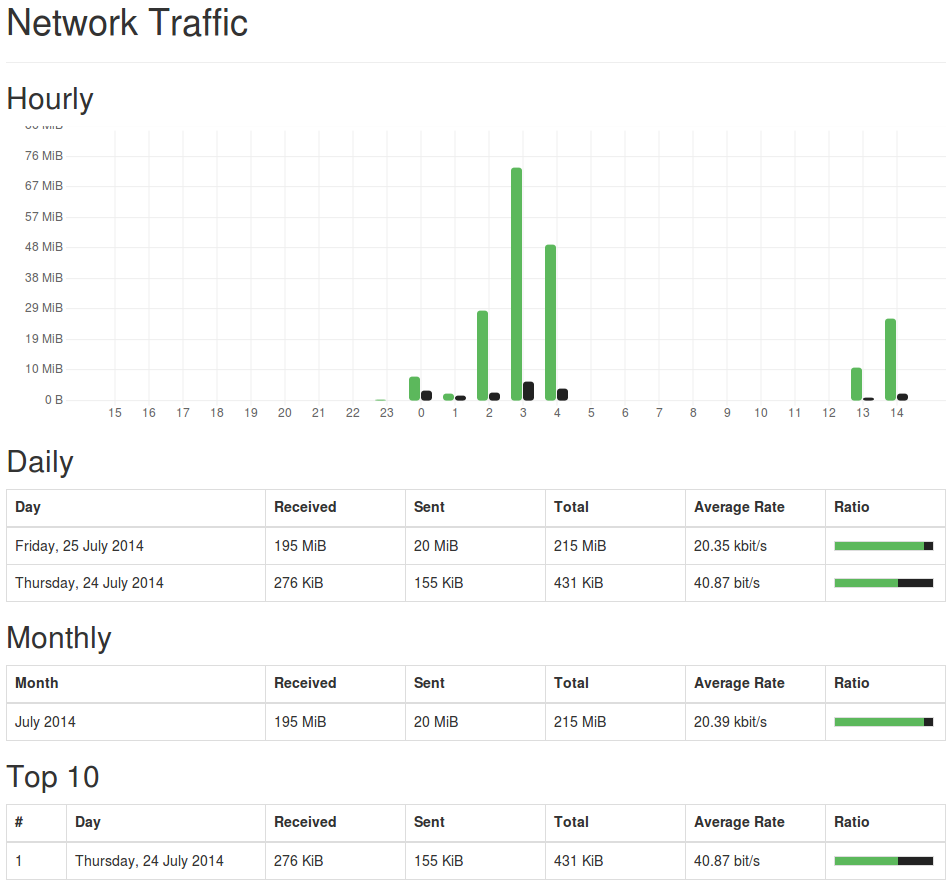 Network Traffic
Hourly
76 MiB
67 MiB
57 MiB
48 MiB
38 MiB
29 MiB
19 MiB
10 MiB
0 B
15 16 17 18 19 20 21 22 23 0 1 2 3 4 5 6 7 8 9 10 11 12 13 14
Daily
Day Received Sent Total Average Rate Ratio
Friday, 25 July 2014 195 MiB 20 MiB 215 MiB 20.35 kbit/s
Thursday, 24 July 2014 276 KiB 155 KiB 431 KiB 40.87 bit/s
Monthly
Month Received Sent Total Average Rate Ratio
July 2014 195 MiB 20 MiB 215 MiB 20.39 kbit/s
Top 10
# Day Received Sent Total Average Rate Ratio
1 Thursday, 24 July 2014 276 KiB 155 KiB 431 KiB 40.87 bit/s